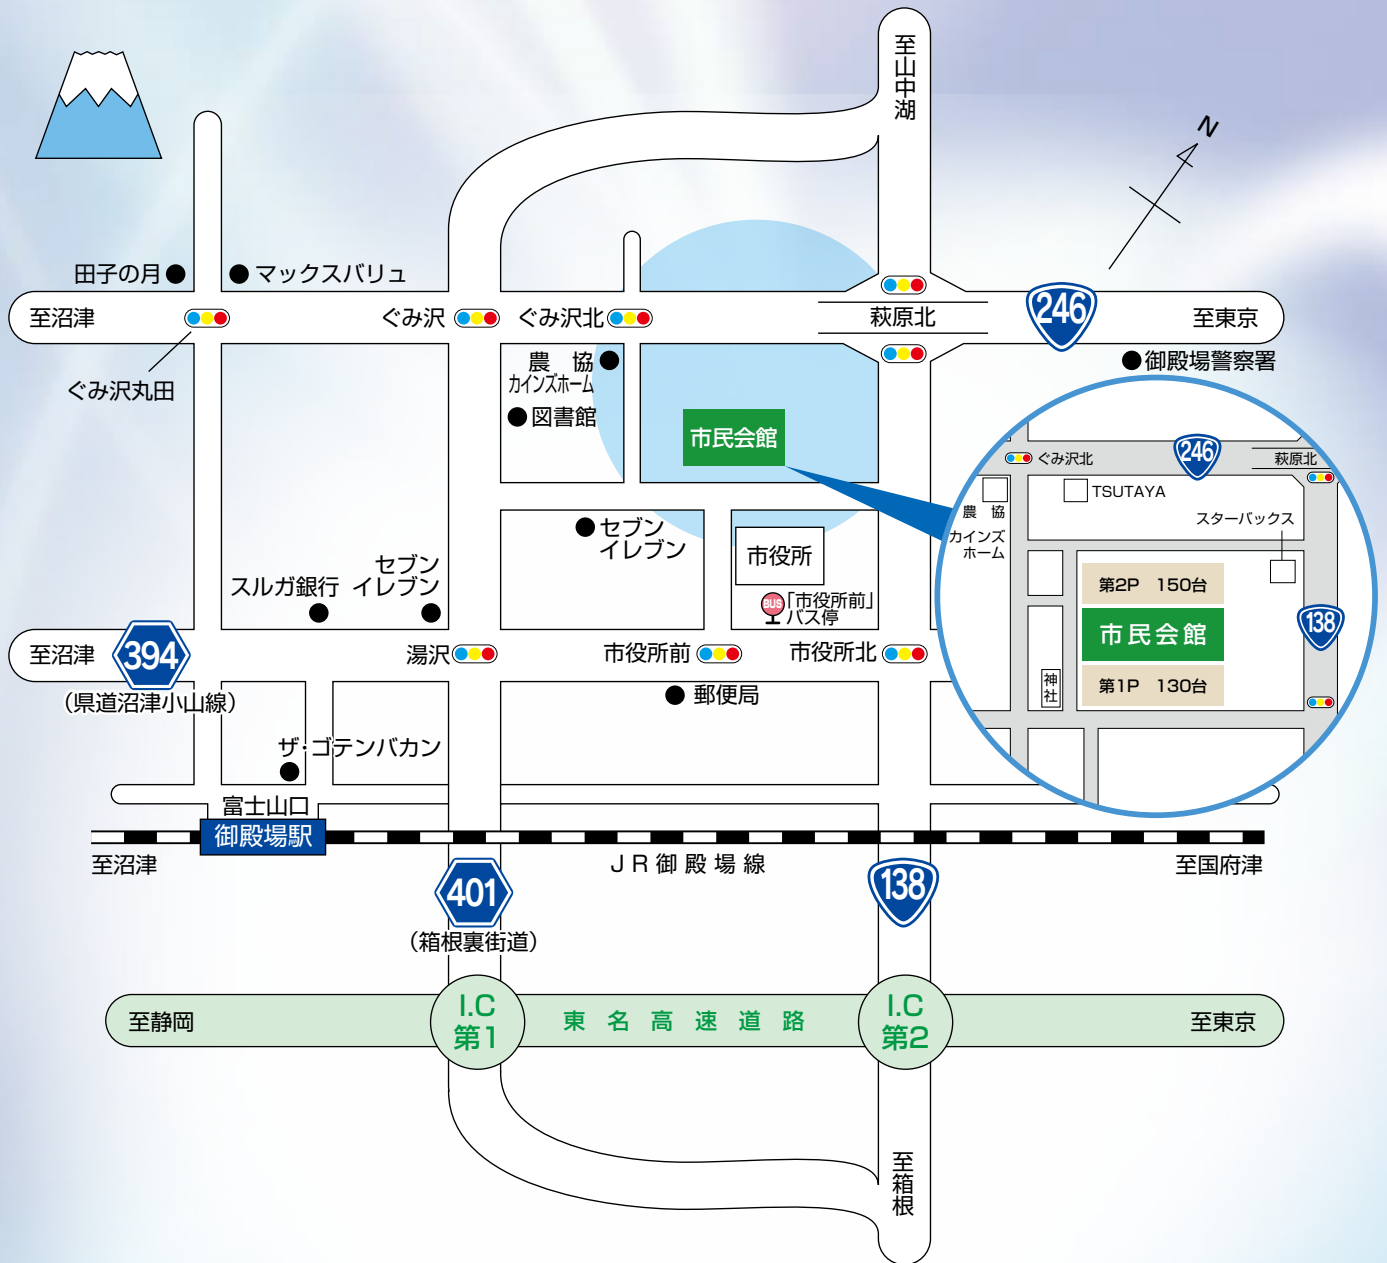 至山中湖
N
田子の月
マックスバリュ
至沼津
ぐみ沢
ぐみ沢北
萩原北
246
至東京
ぐみ沢丸田
農 協
カインズホーム
図書館
御殿場警察署
市民会館
246
ぐみ沢北
萩原北
TSUTAYA
農 協
カインズ
ホーム
スターバックス
第2P 150台
市民会館
138
第1P 130台
神社
セブン
イレブン
市役所
セブン
イレブン
スルガ銀行
BUS
「市役所前」
バス停
至沼津
394
湯沢
市役所前
市役所北
(県道沼津小山線)
郵便局
ザ・ゴテンバカン
富士山口
御殿場駅
至沼津
JR御殿場線
至国府津
401
138
(箱根裏街道)
至静岡
I.C
第1
東名高速道路
I.C
第2
至東京
至箱根